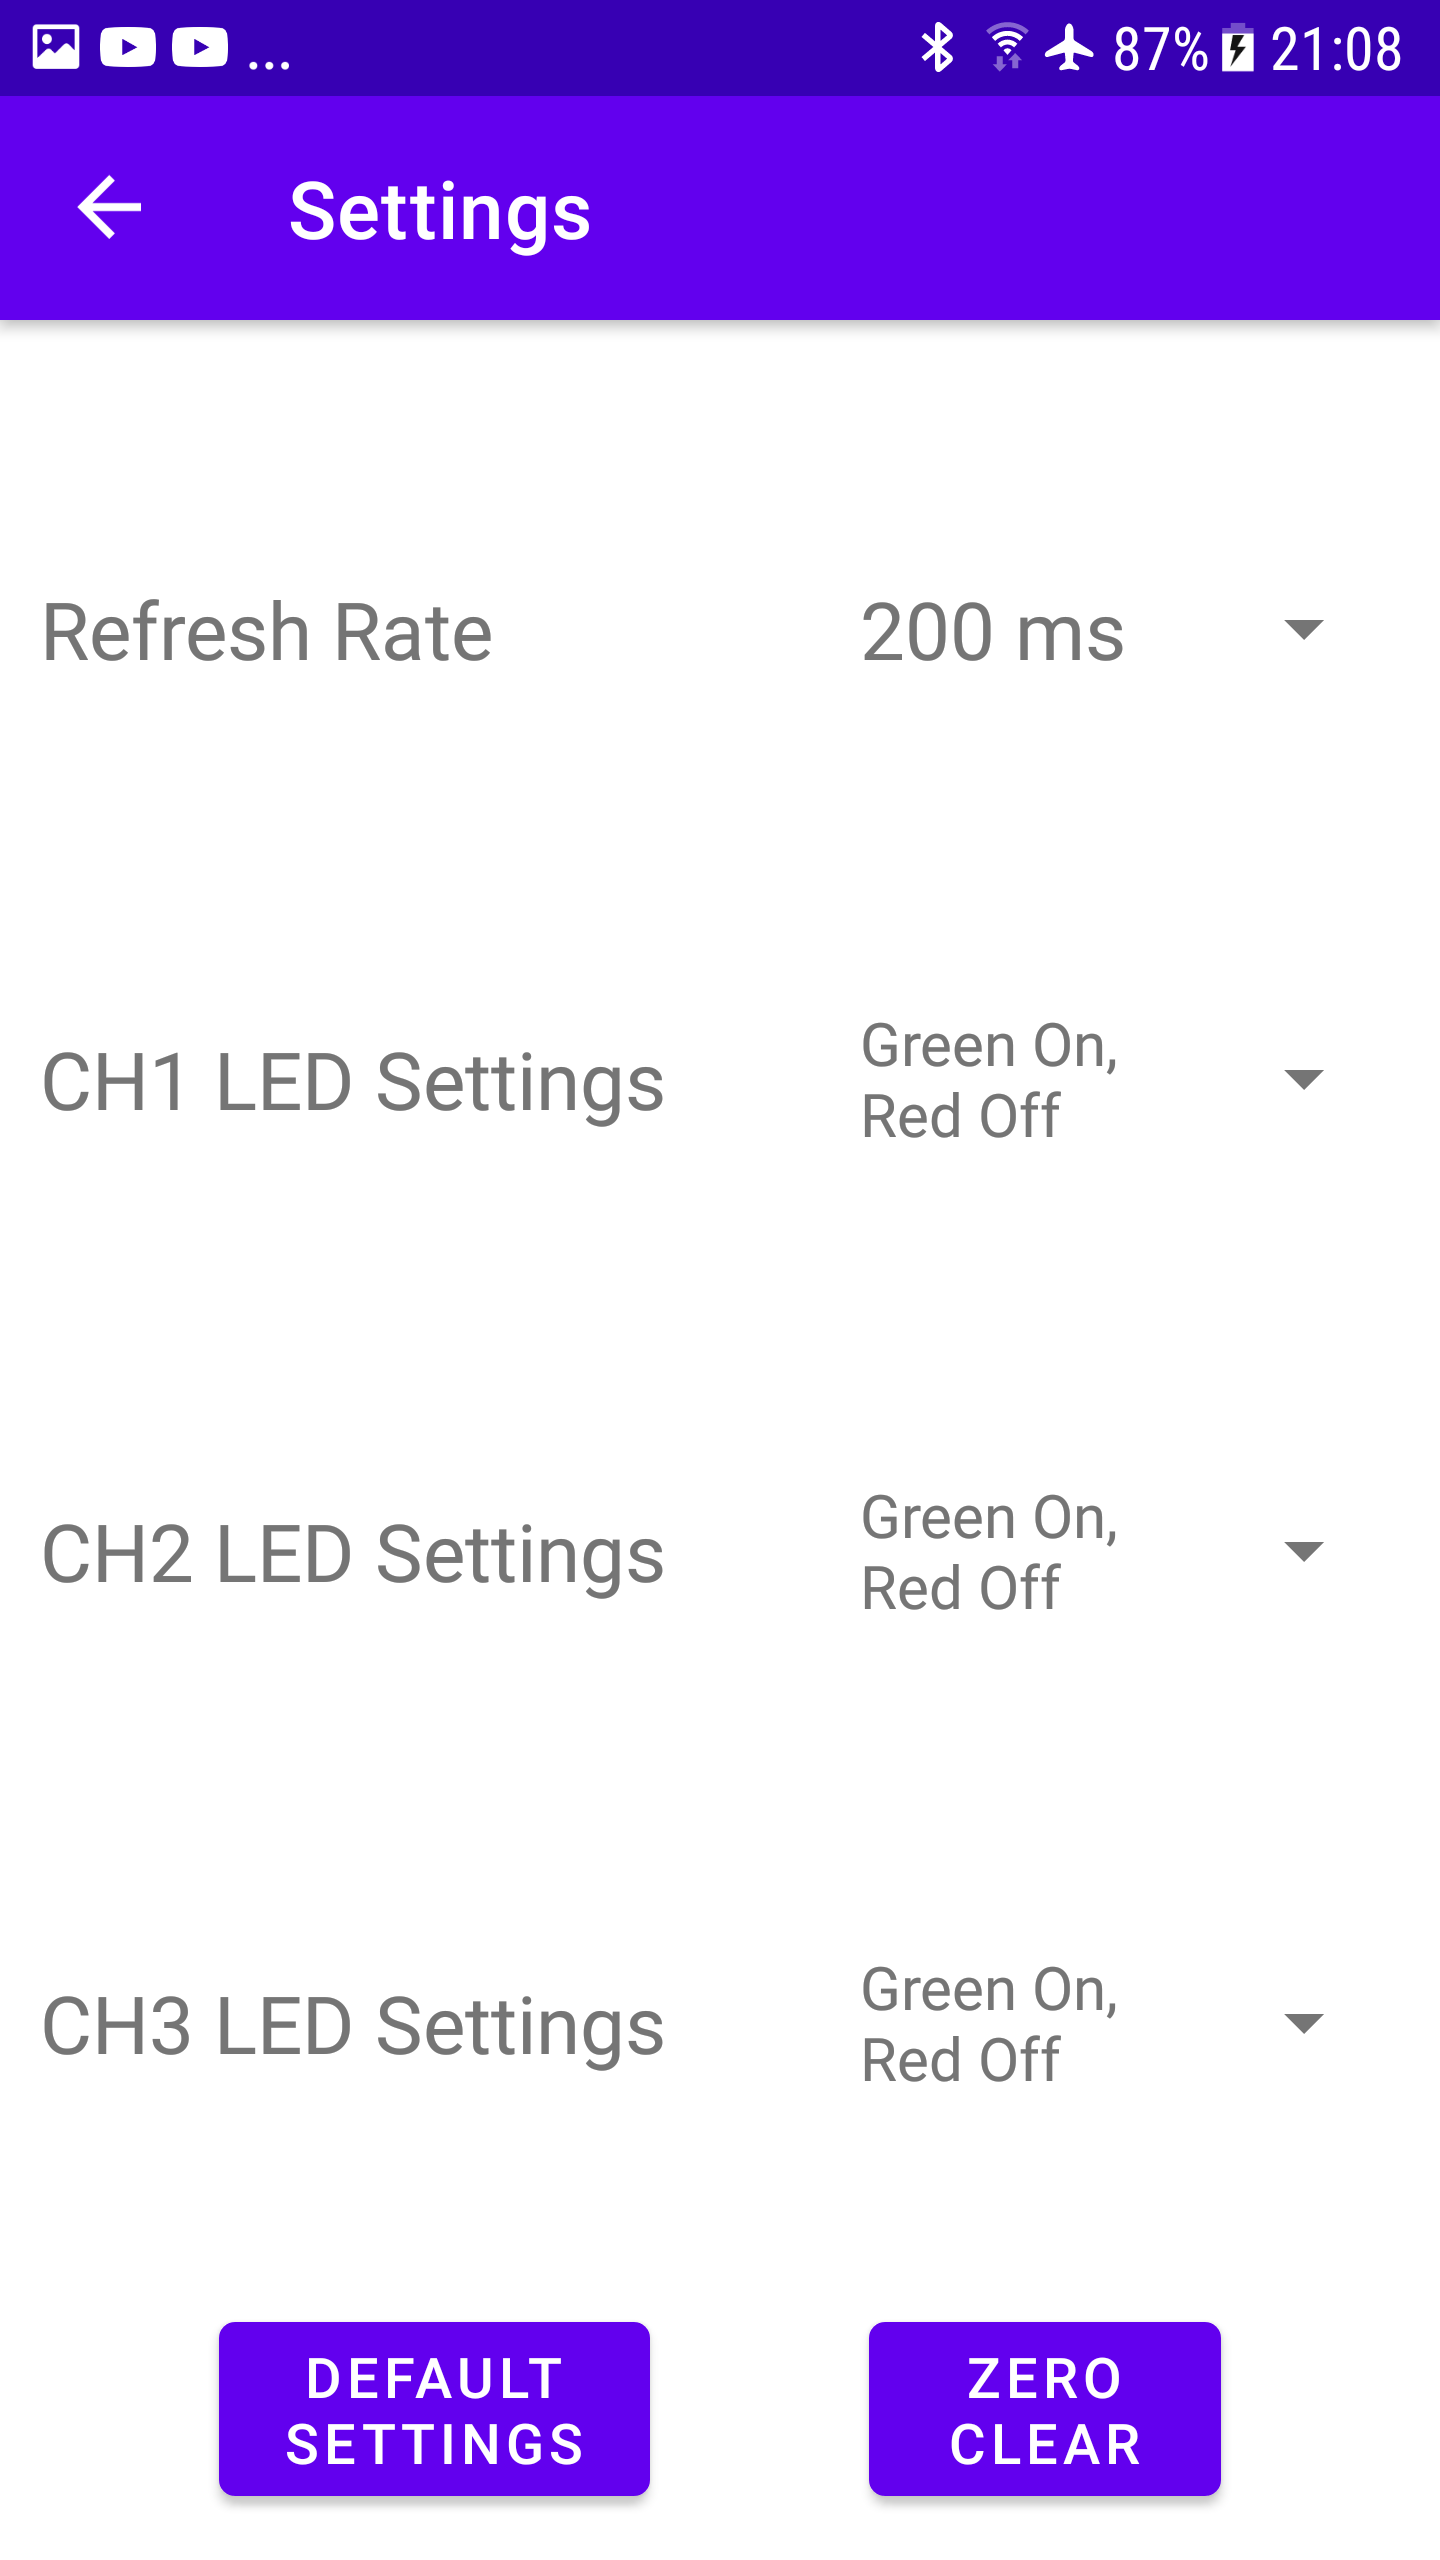 ... 87% 21:08
Settings
Refresh Rate 200 ms
CH1 LED Settings Green On,
Red Off
CH2 LED Settings Green On,
Red Off
CH3 LED Settings Green On,
Red Off
DEFAULT
SETTINGS
ZERO
CLEAR